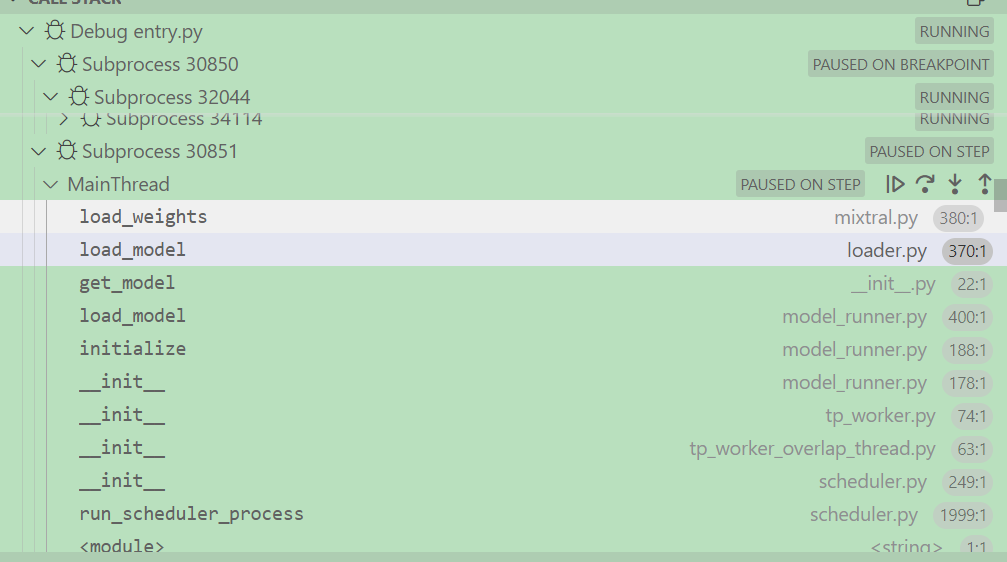 CALL STACK
Debug entry.py RUNNING
Subprocess 30850 PAUSED ON BREAKPOINT
Subprocess 32044 RUNNING
Subprocess 34114 RUNNING
Subprocess 30851 PAUSED ON STEP
MainThread PAUSED ON STEP
load_weights mixtral.py 380:1
load_model loader.py 370:1
get_model __init__.py 22:1
load_model model_runner.py 400:1
initialize model_runner.py 188:1
__init__ model_runner.py 178:1
__init__ tp_worker.py 74:1
__init__ tp_worker_overlap_thread.py 63:1
__init__ scheduler.py 249:1
run_scheduler_process scheduler.py 1999:1
<module> <string> 1:1